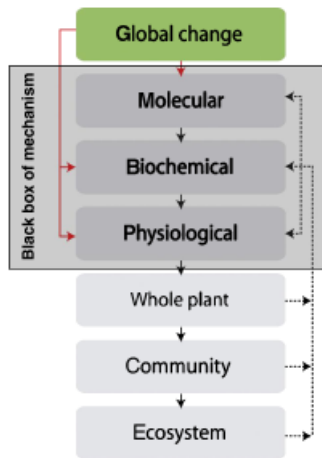 Global change
Black box of mechanism
Molecular
Biochemical
Physiological
Whole plant
Community
Ecosystem